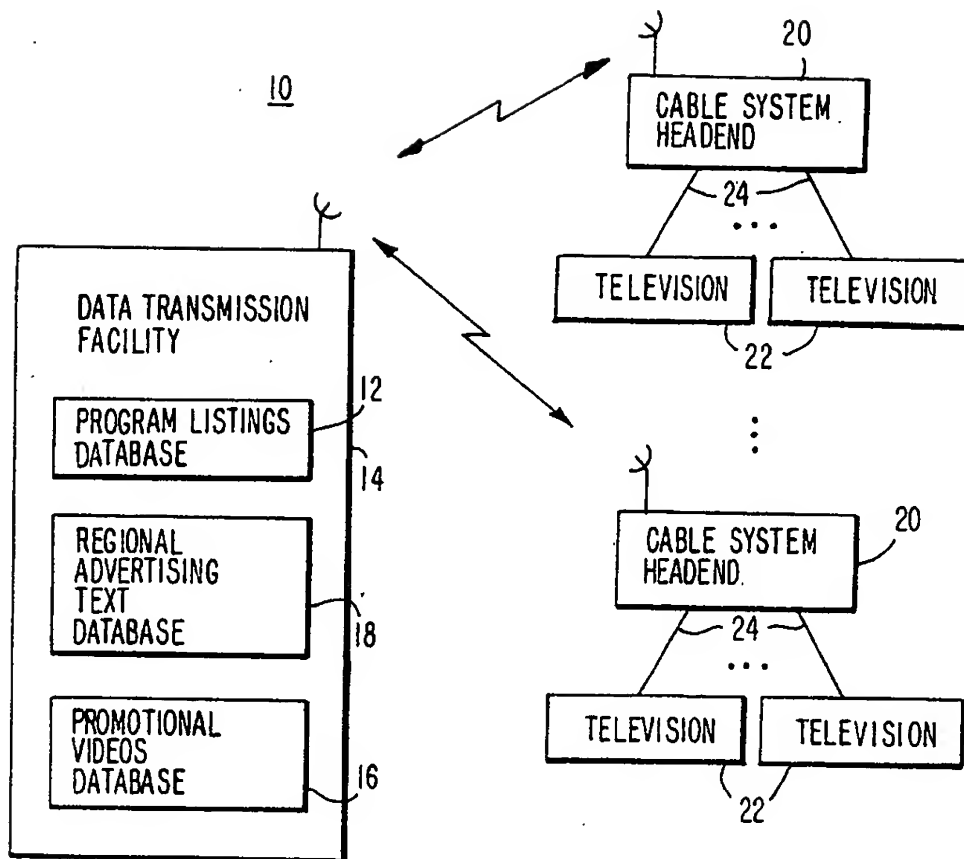 10
20
CABLE SYSTEM
HEADEND
24
...
TELEVISION
TELEVISION
22
DATA TRANSMISSION
FACILITY
12
PROGRAM LISTINGS
DATABASE
14
REGIONAL
ADVERTISING
TEXT
DATABASE
18
PROMOTIONAL
VIDEOS
DATABASE
16
20
CABLE SYSTEM
HEADEND.
24
...
TELEVISION
TELEVISION
22